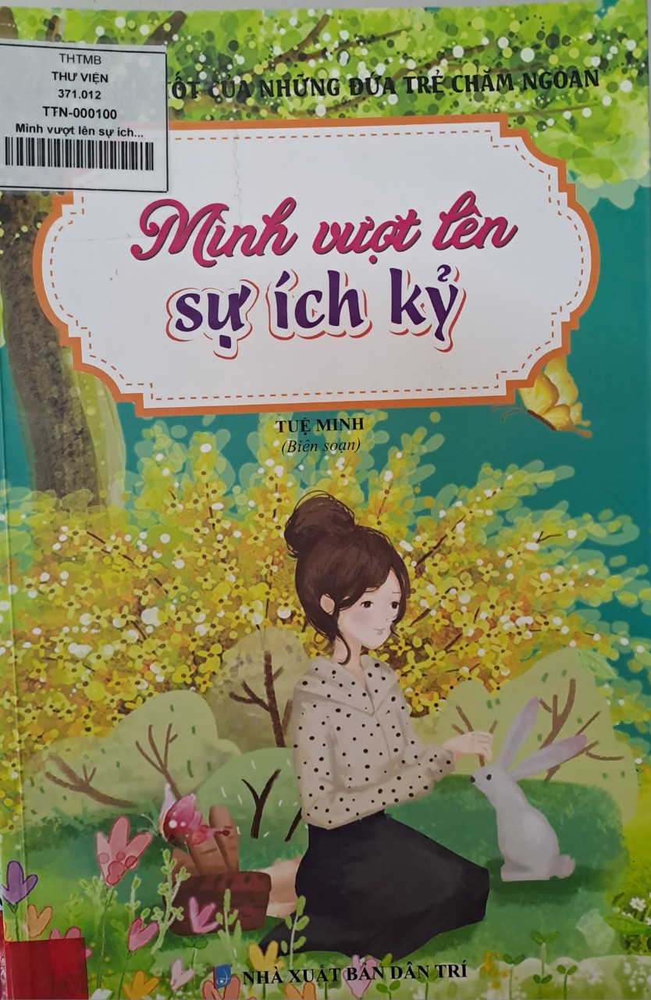 THTMB
THƯ VIỆN
371.012
TTN-000100
Mình vượt lên sự ích...
CỦA NHỮNG ĐỨA TRẺ CHĂM NGOAN
Mình vượt lên
sự ích kỷ
TUỆ MINH
(Biên soạn)
NHÀ XUẤT BẢN DÂN TRÍ